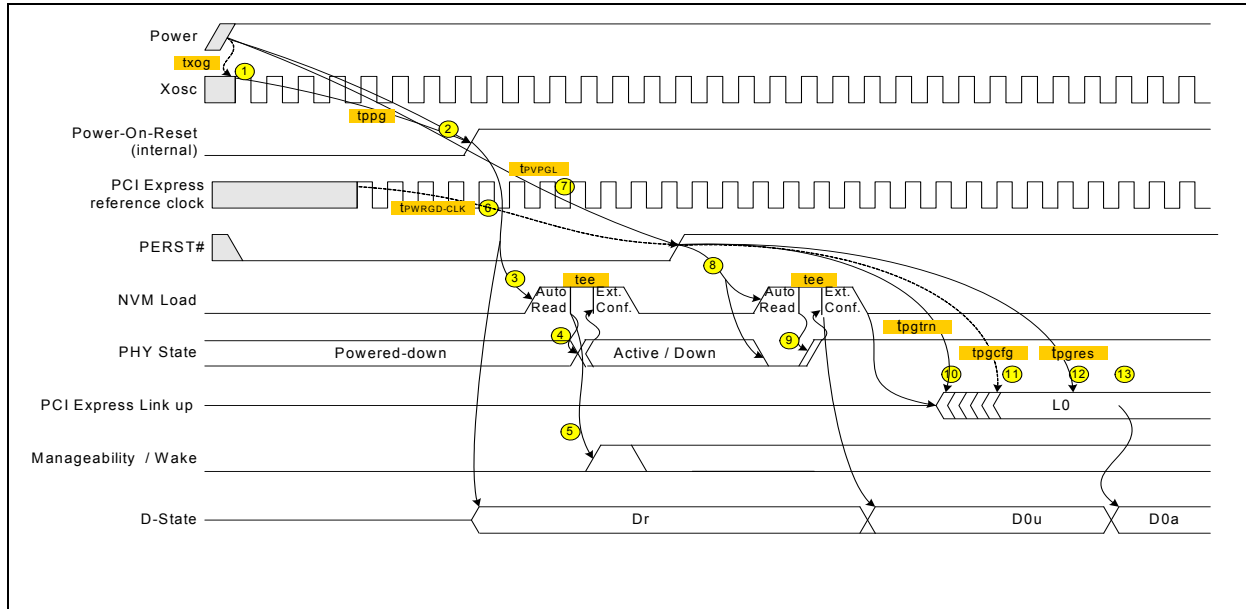 Power
txog
1
Xosc
tppg
2
Power-On-Reset
(internal)
tPVPGL
7
PCI Express
reference clock
tPWRGD-CLK
6
PERST#
3
tee
8
tee
NVM Load
Auto
Read
Ext.
Conf.
Auto
Read
Ext.
Conf.
tpgtrn
4
9
PHY State
Powered-down
Active / Down
tpgcfg
tpgres
10
11
12
13
PCI Express Link up
L0
5
Manageability / Wake
D-State
Dr
D0u
D0a